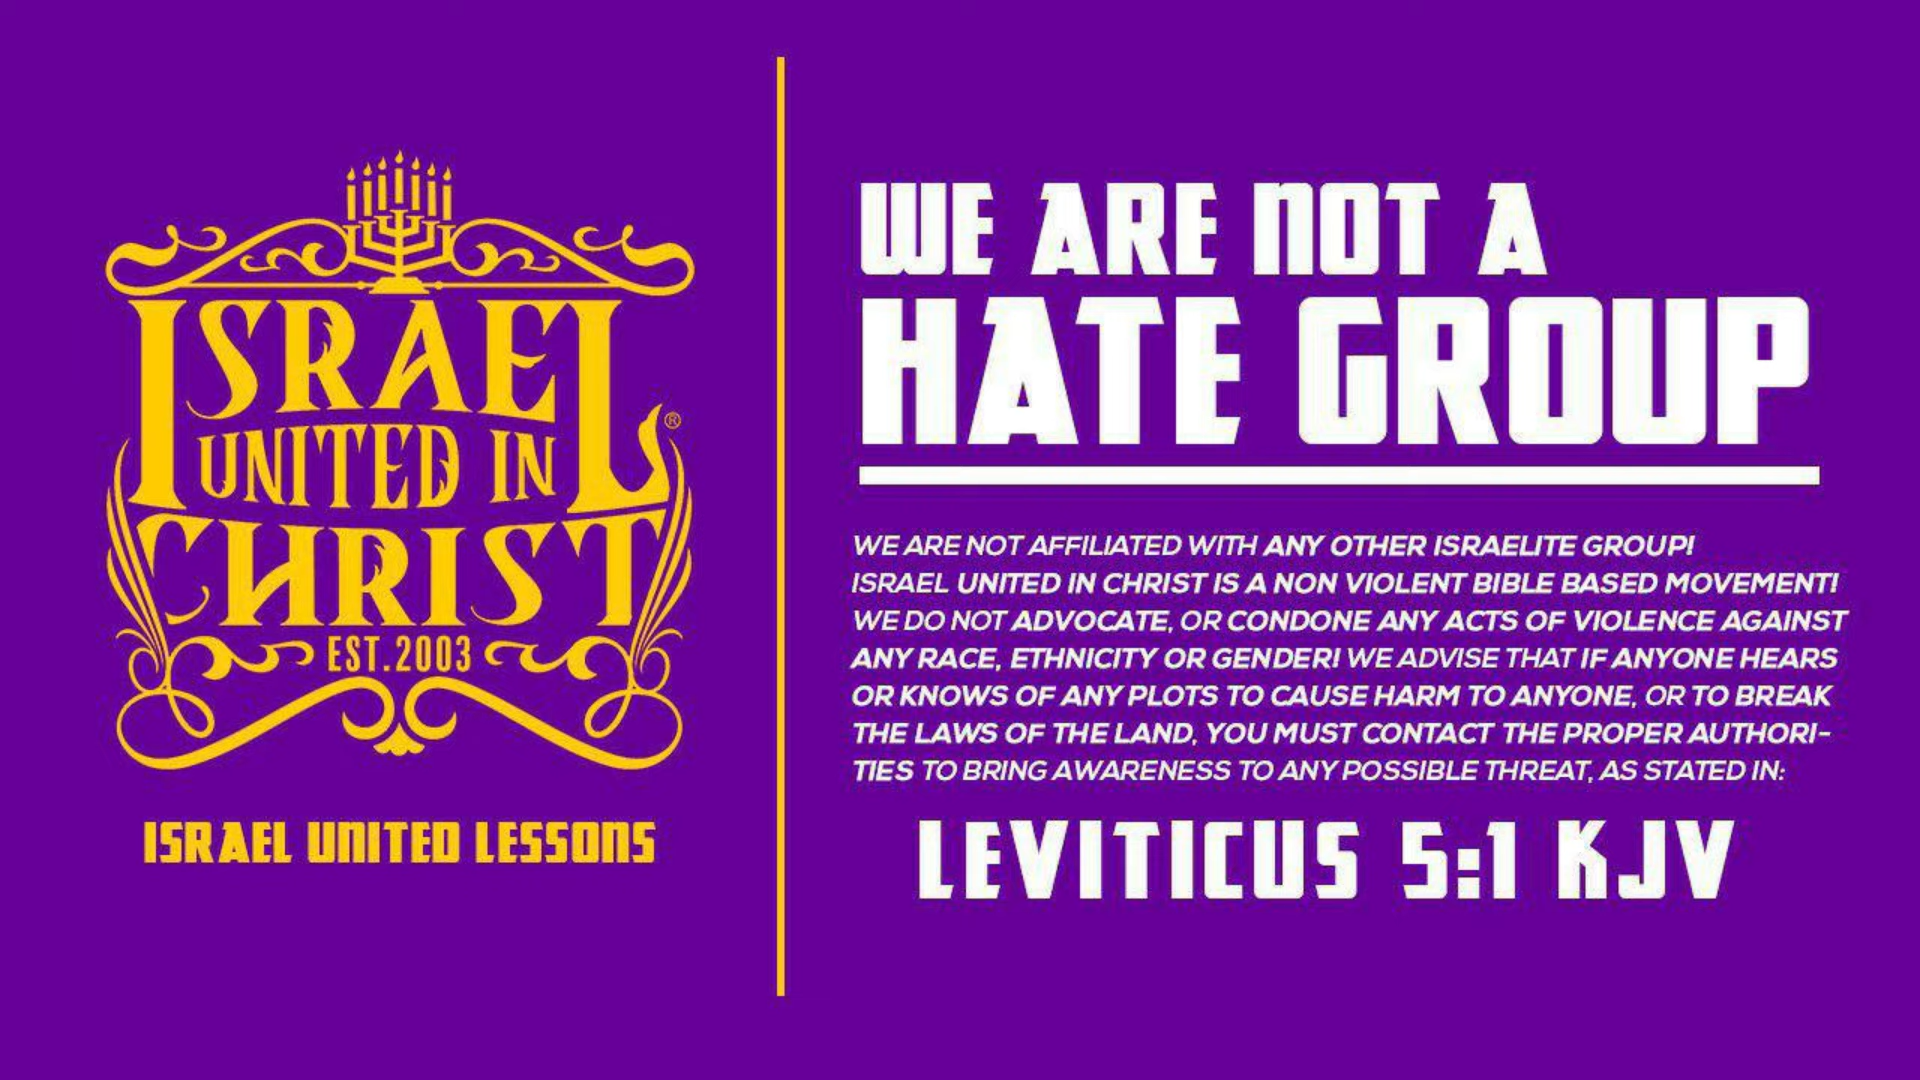 ISRAEL
UNITED IN
CHRIST
®
EST.2003
ISRAEL UNITED LESSONS
WE ARE NOT A
HATE GROUP
WE ARE NOT AFFILIATED WITH ANY OTHER ISRAELITE GROUP!
ISRAEL UNITED IN CHRIST IS A NON VIOLENT BIBLE BASED MOVEMENT!
WE DO NOT ADVOCATE, OR CONDONE ANY ACTS OF VIOLENCE AGAINST
ANY RACE, ETHNICITY OR GENDER! WE ADVISE THAT IF ANYONE HEARS
OR KNOWS OF ANY PLOTS TO CAUSE HARM TO ANYONE, OR TO BREAK
THE LAWS OF THE LAND, YOU MUST CONTACT THE PROPER AUTHORI-
TIES TO BRING AWARENESS TO ANY POSSIBLE THREAT, AS STATED IN:
LEVITICUS 5:1 KJV